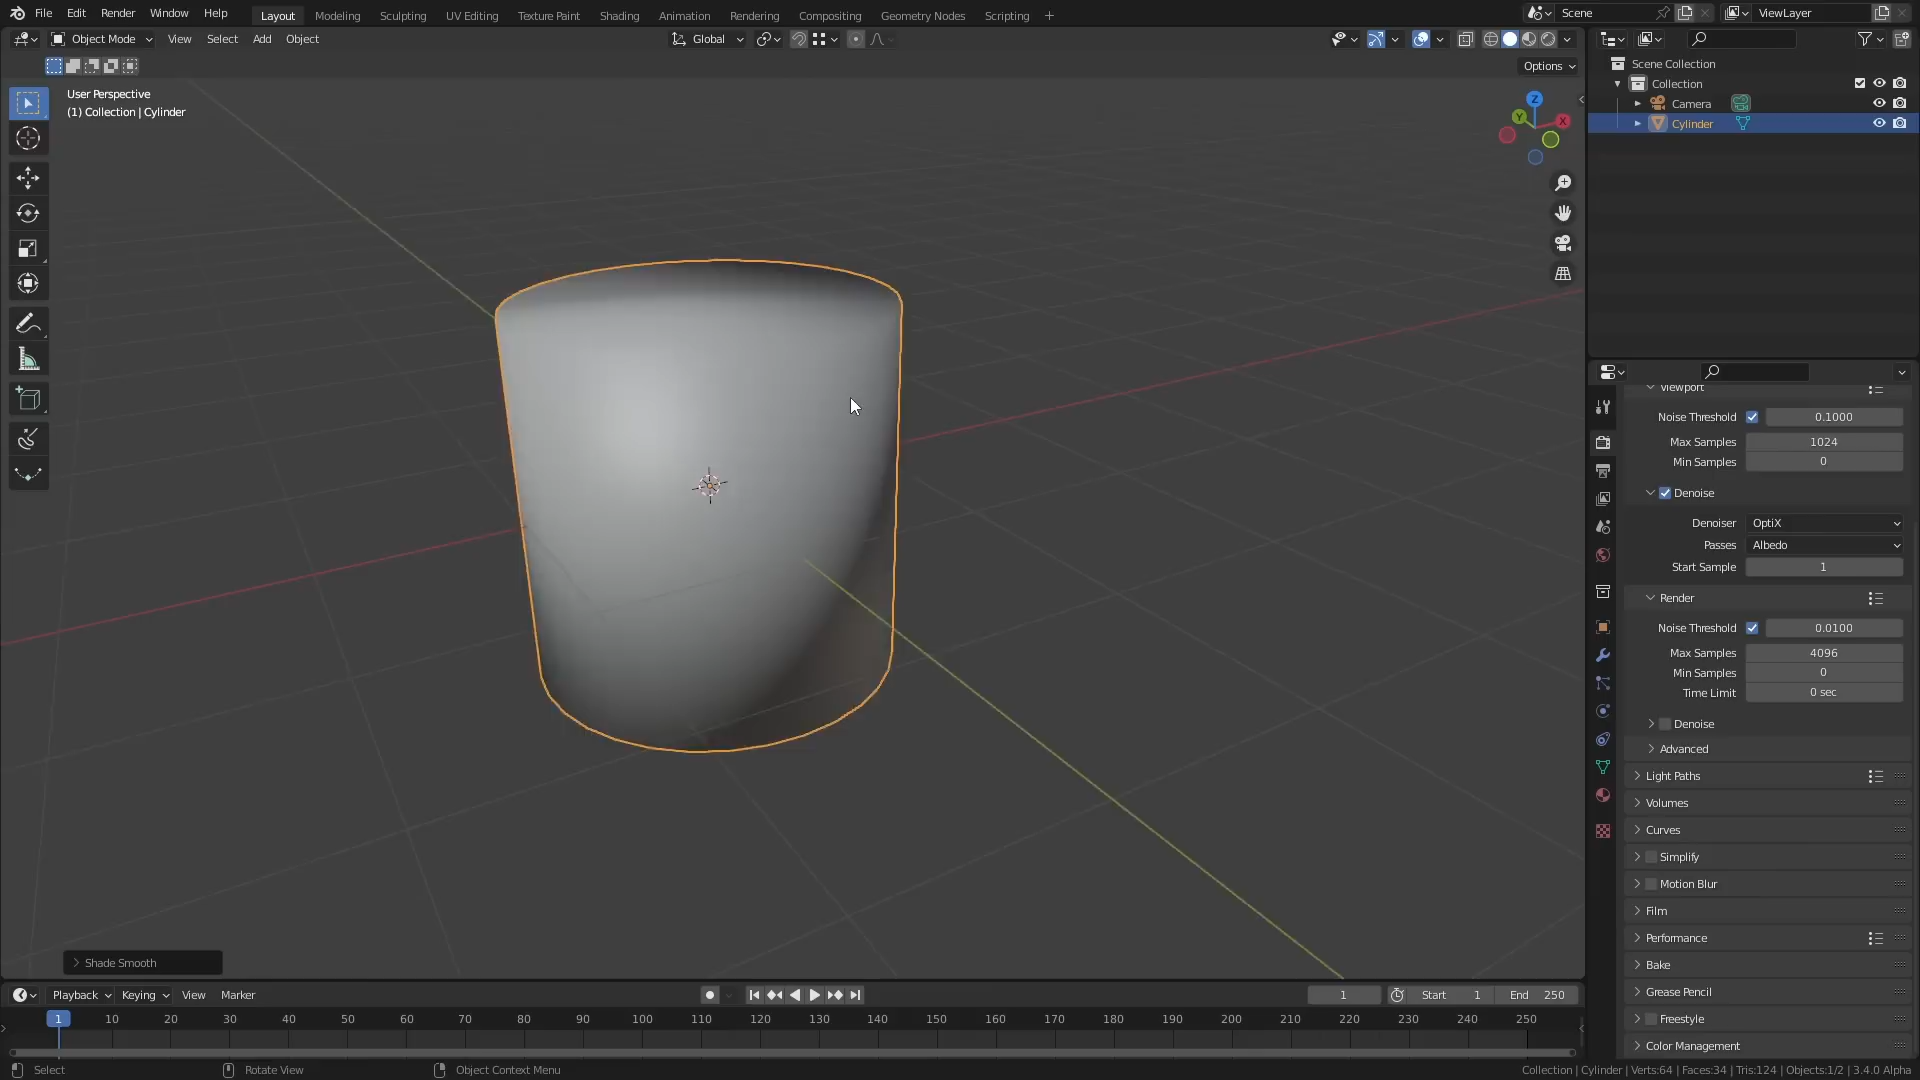 File Edit Render Window Help
Layout Modeling Sculpting UV Editing Texture Paint Shading Animation Rendering Compositing Geometry Nodes Scripting +
Scene
ViewLayer
Object Mode View Select Add Object
Global
Options
User Perspective
(1) Collection | Cylinder
Z
Y
X
Scene Collection
Collection
Camera
Cylinder
Viewport
Noise Threshold 0.1000
Max Samples 1024
Min Samples 0
Denoise
Denoiser OptiX
Passes Albedo
Start Sample 1
Render
Noise Threshold 0.0100
Max Samples 4096
Min Samples 0
Time Limit 0 sec
Denoise
Advanced
Light Paths
Volumes
Curves
Simplify
Motion Blur
Film
Performance
Bake
Grease Pencil
Freestyle
Color Management
Shade Smooth
Playback Keying View Marker
1 Start 1 End 250
1 10 20 30 40 50 60 70 80 90 100 110 120 130 140 150 160 170 180 190 200 210 220 230 240 250
Select Rotate View Object Context Menu
Collection | Cylinder | Verts:64 | Faces:34 | Tris:124 | Objects:1/2 | 3.4.0 Alpha